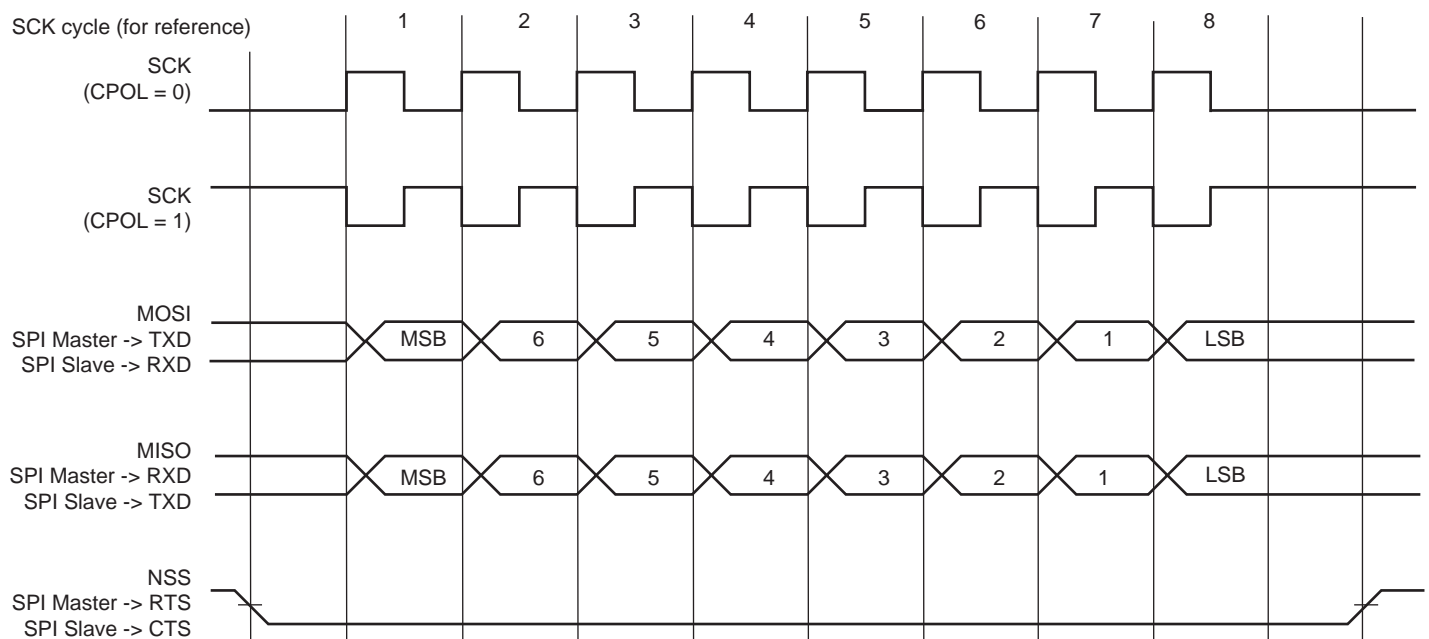 SCK cycle (for reference)
1 2 3 4 5 6 7 8
SCK
(CPOL = 0)
SCK
(CPOL = 1)
MOSI
SPI Master -> TXD
SPI Slave -> RXD
MSB 6 5 4 3 2 1 LSB
MISO
SPI Master -> RXD
SPI Slave -> TXD
MSB 6 5 4 3 2 1 LSB
NSS
SPI Master -> RTS
SPI Slave -> CTS